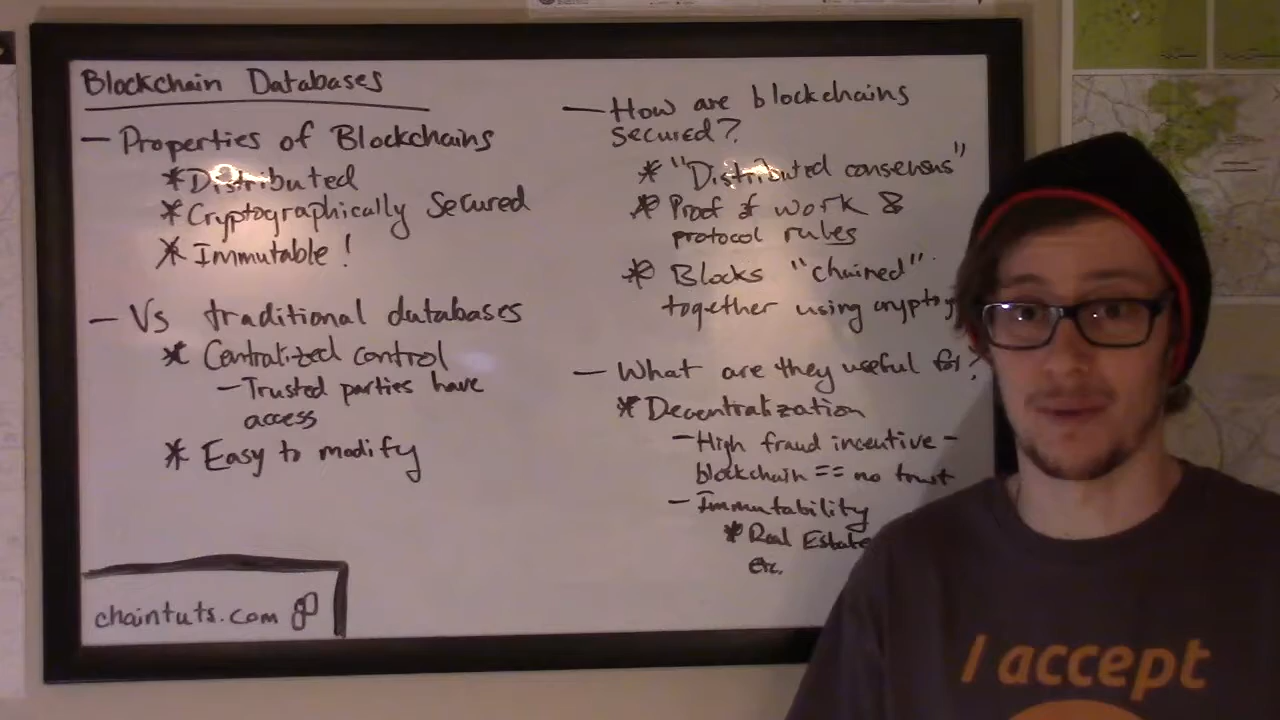 Blockchain Databases
– Properties of Blockchains
* Distributed
* Cryptographically Secured
* Immutable!
– Vs traditional databases
* Centralized control
– Trusted parties have
access
* Easy to modify
chaintuts.com
– How are blockchains
secured?
* "Distributed consensus"
* Proof of work &
protocol rules
* Blocks "chained"
together using cryptog
– What are they useful for?
* Decentralization
– High fraud incentive –
blockchain == no trust
– Immutability
* Real Estate
etc.
I accept